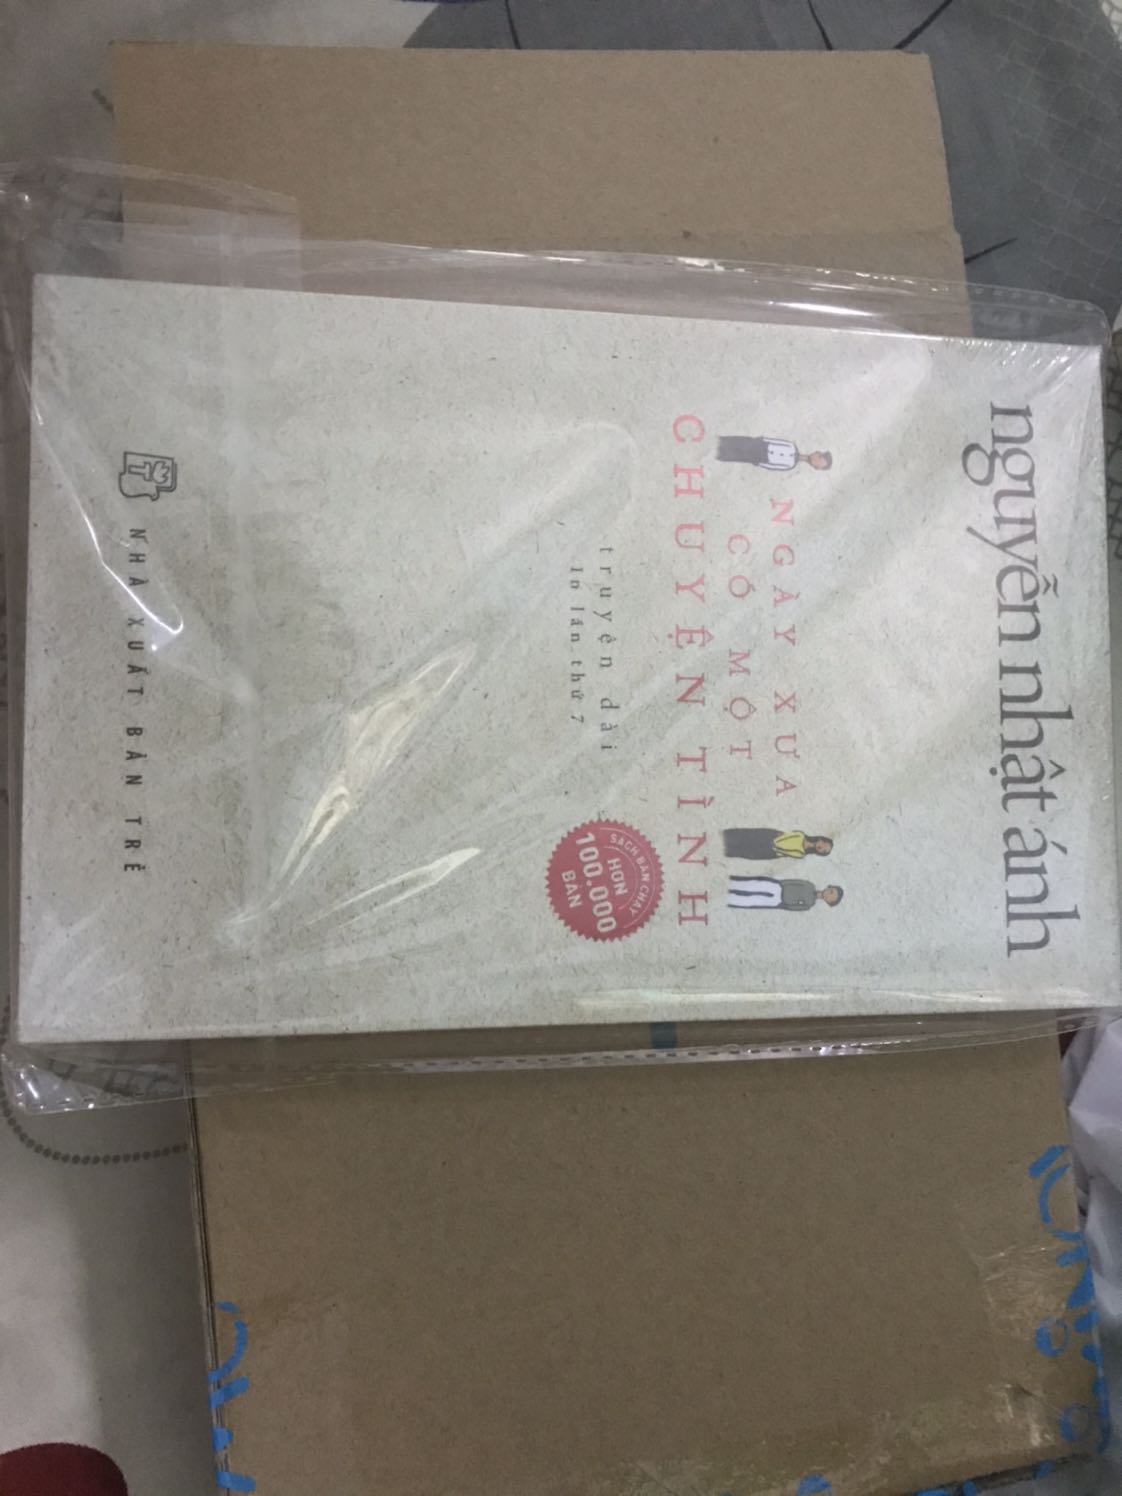 nguyễn nhật ánh
NGÀY XƯA
CÓ MỘT
CHUYỆN TÌNH
truyện dài
In lần thứ 7
SÁCH BÁN CHẠY
HƠN
100.000
BẢN
NHÀ XUẤT BẢN TRẺ